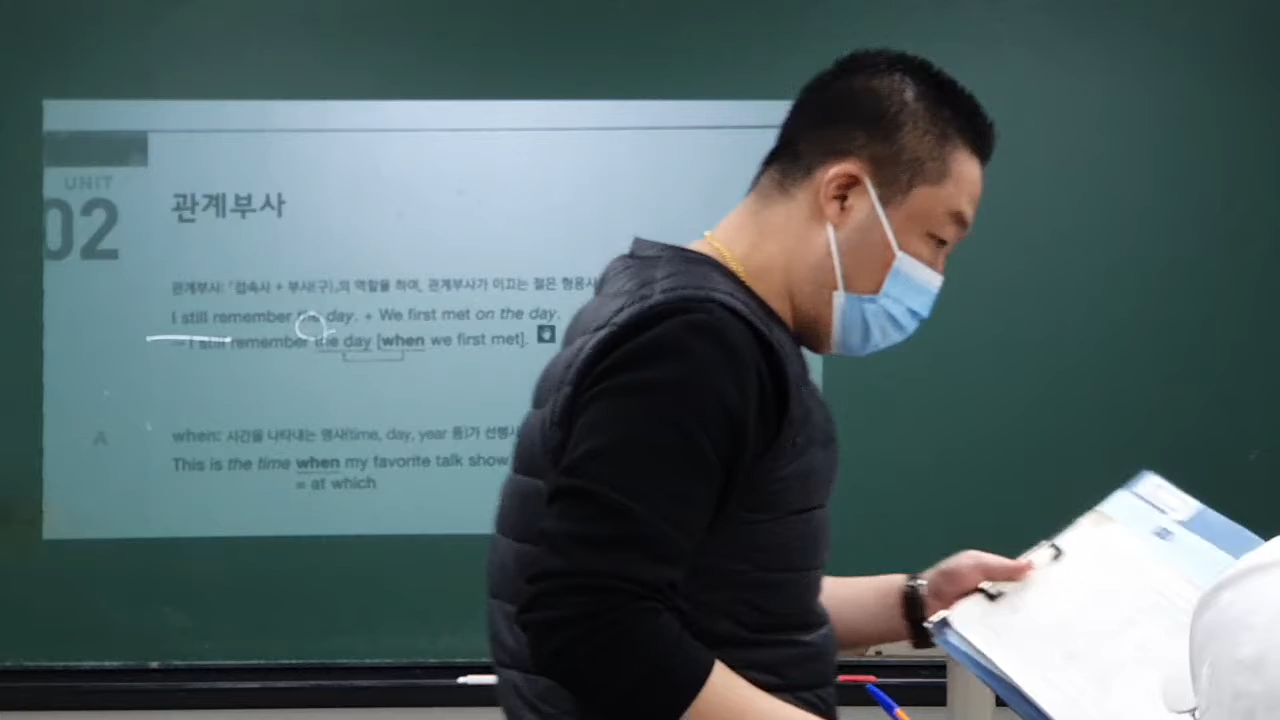 UNIT
02
관계부사
관계부사: 「접속사 + 부사(구)」의 역할을 하며, 관계부사가 이끄는 절은 형용사
I still remember the day. + We first met on the day.
→ I still remember the day [when we first met].
A
when: 시간을 나타내는 명사(time, day, year 등)가 선행사
This is the time when my favorite talk show
= at which